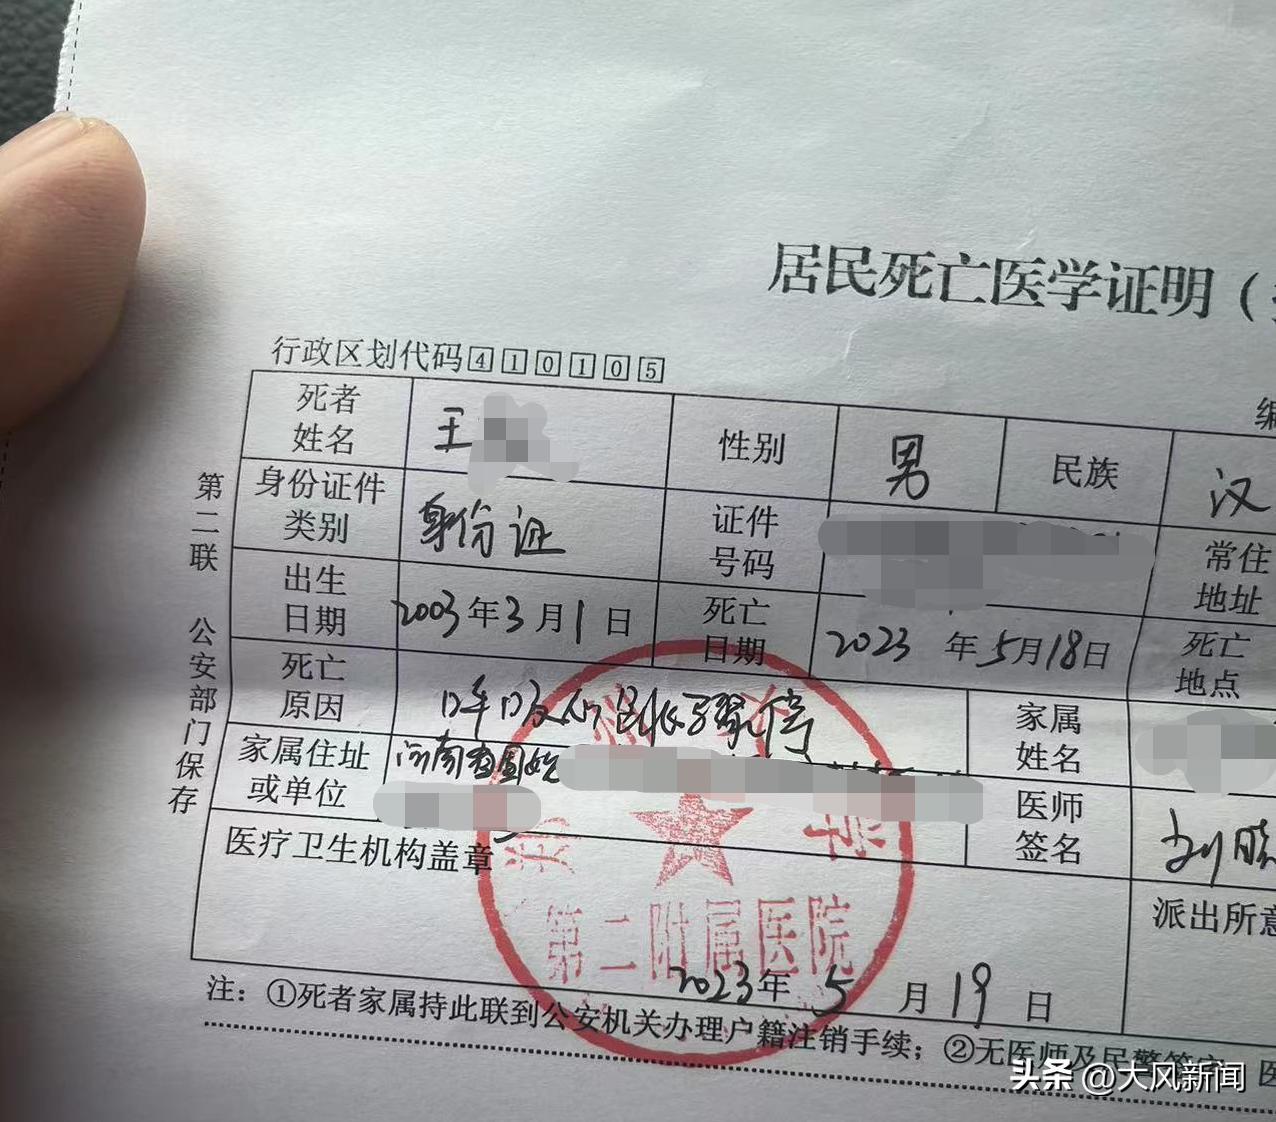 居民死亡医学证明（
行政区划代码410105
编
死者姓名 王 性别 男 民族 汉
身份证件类别 身份证 证件号码 常住地址
出生日期 2003年3月1日 死亡日期 2023年5月18日 死亡地点
死亡原因 呼吸心跳骤停 家属姓名
家属住址或单位 河南省固始 医师签名 刘晓
医疗卫生机构盖章 派出所意
第二附属医院
2023年5月19日
第二联 公安部门保存
注：①死者家属持此联到公安机关办理户籍注销手续；②无医师及民警签字
头条 @大风新闻